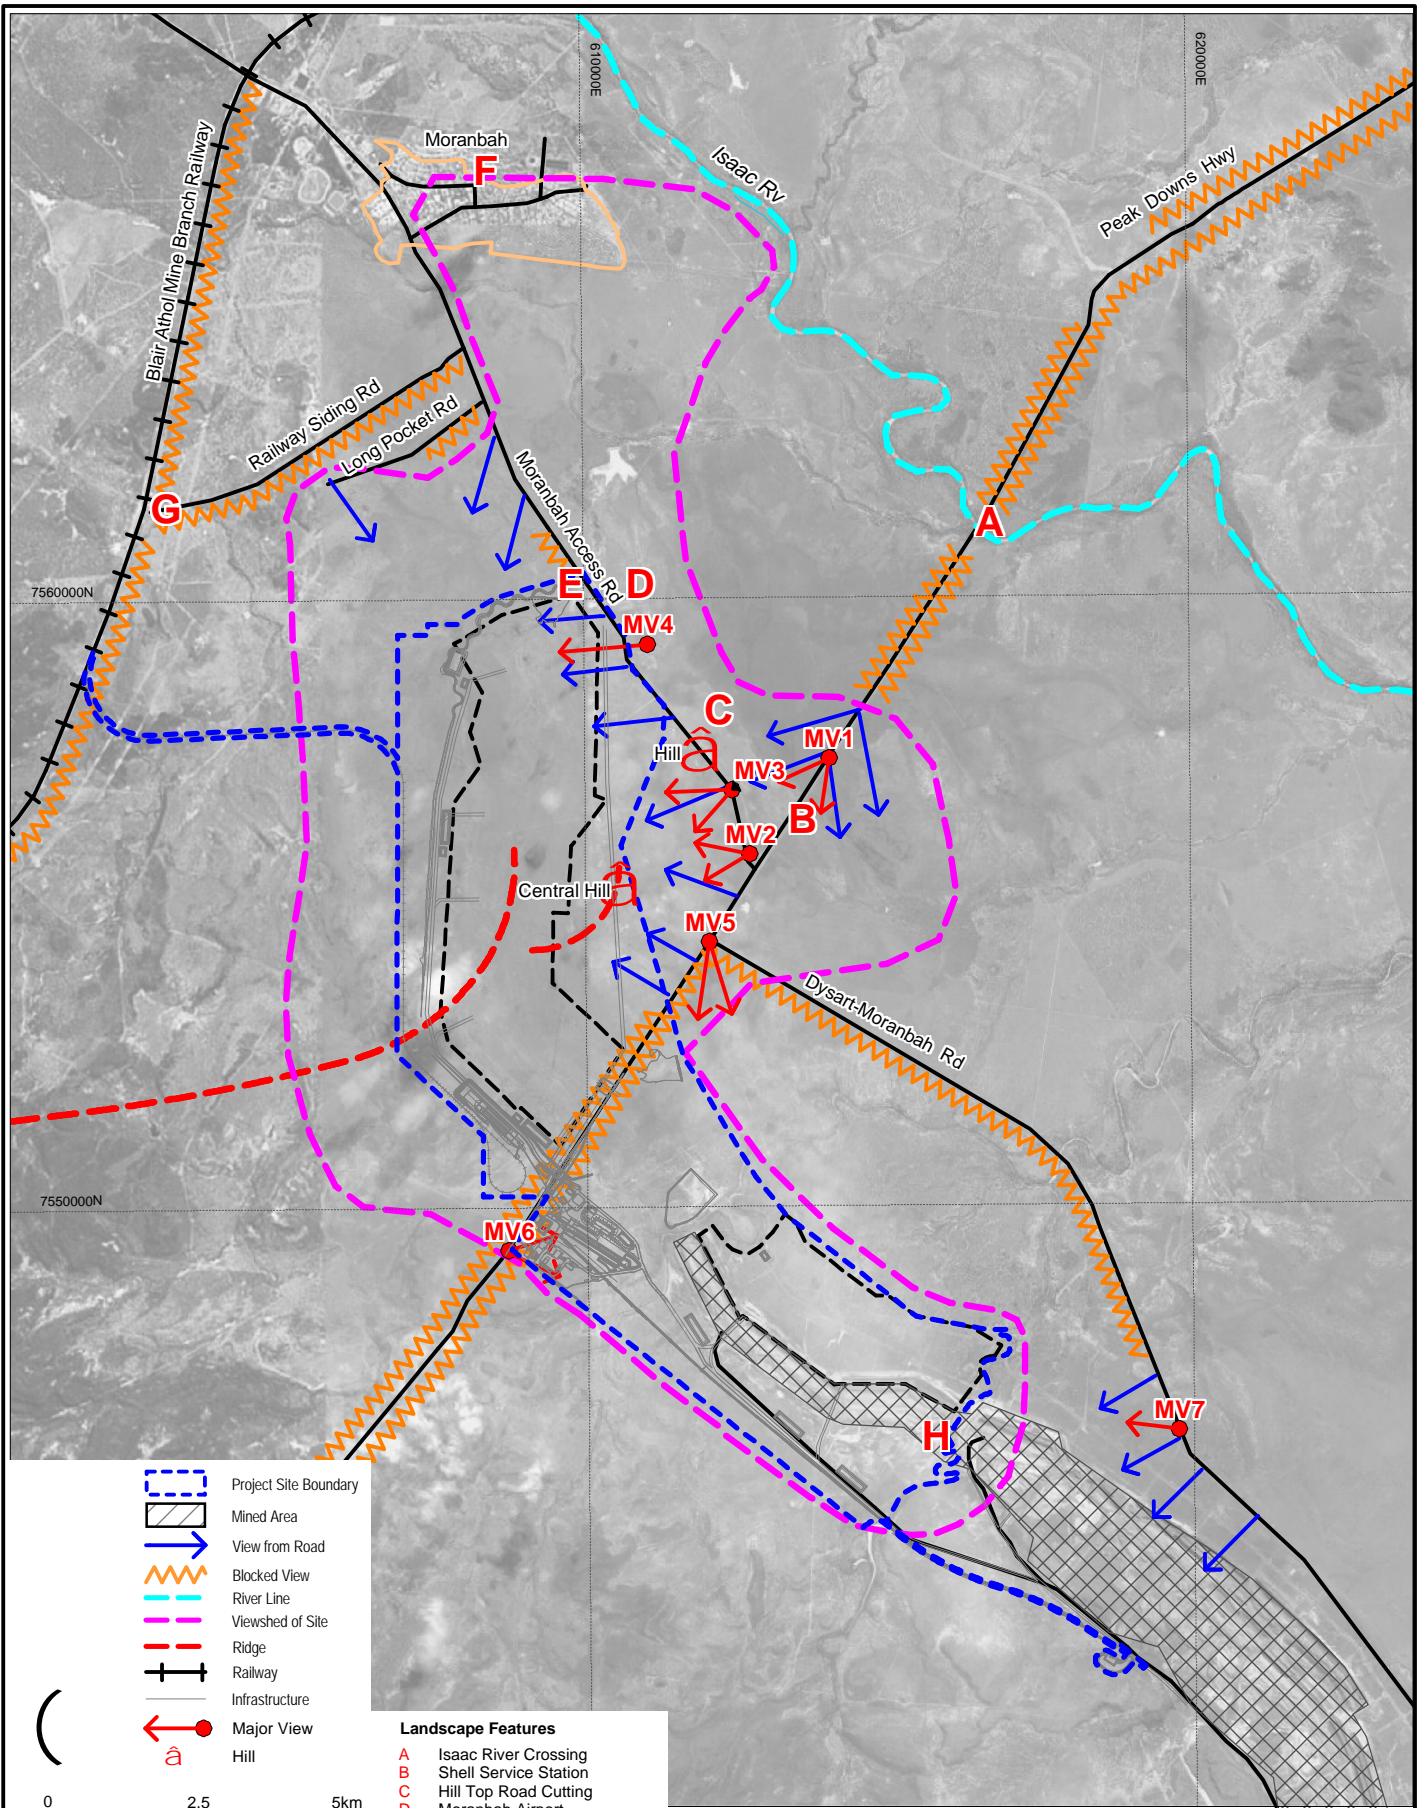 610000E
620000E
Moranbah
F
Isaac Rv
Peak Downs Hwy
Blair Athol Mine Branch Railway
Railway Siding Rd
Long Pocket Rd
Moranbah Access Rd
G
A
E
D
7560000N
MV4
C
Hill
â
MV1
MV3
B
MV2
Central Hill
â
MV5
Dysart-Moranbah Rd
7550000N
MV6
MV7
H
Project Site Boundary
Mined Area
View from Road
Blocked View
River Line
Viewshed of Site
Ridge
Railway
Infrastructure
Major View
â Hill
0 2.5 5km
Landscape Features
A Isaac River Crossing
B Shell Service Station
C Hill Top Road Cutting
D Moranbah Airport